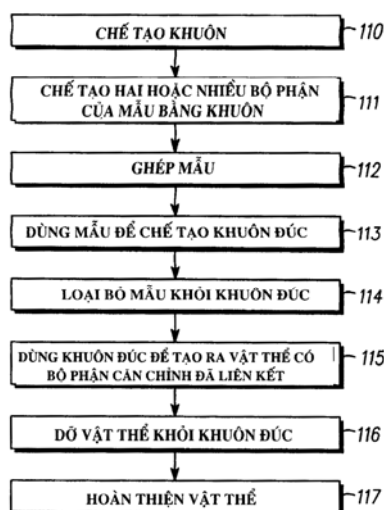 CHẾ TẠO KHUÔN 110
CHẾ TẠO HAI HOẶC NHIỀU BỘ PHẬN
CỦA MẪU BẰNG KHUÔN 111
GHÉP MẪU 112
DÙNG MẪU ĐỂ CHẾ TẠO KHUÔN ĐÚC 113
LOẠI BỎ MẪU KHỎI KHUÔN ĐÚC 114
DÙNG KHUÔN ĐÚC ĐỂ TẠO RA VẬT THỂ CÓ 115
BỘ PHẬN CĂN CHỈNH ĐÃ LIÊN KẾT
DỠ VẬT THỂ KHỎI KHUÔN ĐÚC 116
HOÀN THIỆN VẬT THỂ 117